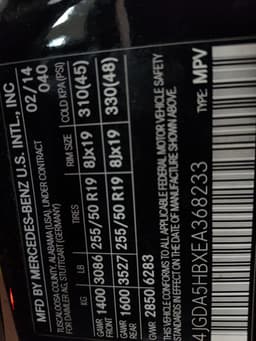 MFD BY MERCEDES-BENZ U.S. INTL., INC
TUSCALOOSA COUNTY, ALABAMA (USA), UNDER CONTRACT 02/14
FOR DAIMLER AG, STUTTGART (GERMANY) 040
KG LB TIRES RIM SIZE COLD KPA (PSI)
GAWR FRONT 1400 3086 255/50 R19 8Jx19 310(45)
GAWR REAR 1600 3527 255/50 R19 8Jx19 330(48)
GVWR 2850 6283
THIS VEHICLE CONFORMS TO ALL APPLICABLE FEDERAL MOTOR VEHICLE SAFETY
STANDARDS IN EFFECT ON THE DATE OF MANUFACTURE SHOWN ABOVE.
4JGDA5HBXEA368233 TYPE: MPV